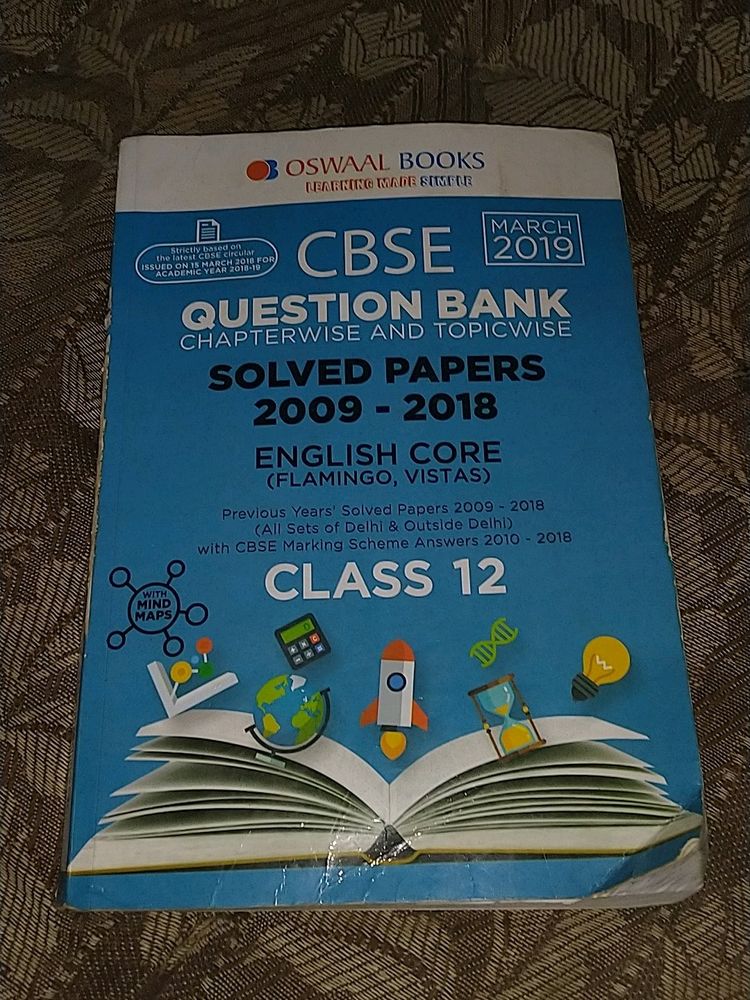 OSWAAL BOOKS
LEARNING MADE SIMPLE
Strictly based on
the latest CBSE circular
ISSUED ON 15 MARCH 2018 FOR
ACADEMIC YEAR 2018-19
CBSE
MARCH
2019
QUESTION BANK
CHAPTERWISE AND TOPICWISE
SOLVED PAPERS
2009 - 2018
ENGLISH CORE
(FLAMINGO, VISTAS)
Previous Years' Solved Papers 2009 - 2018
(All Sets of Delhi & Outside Delhi)
with CBSE Marking Scheme Answers 2010 - 2018
CLASS 12
WITH
MIND
MAPS